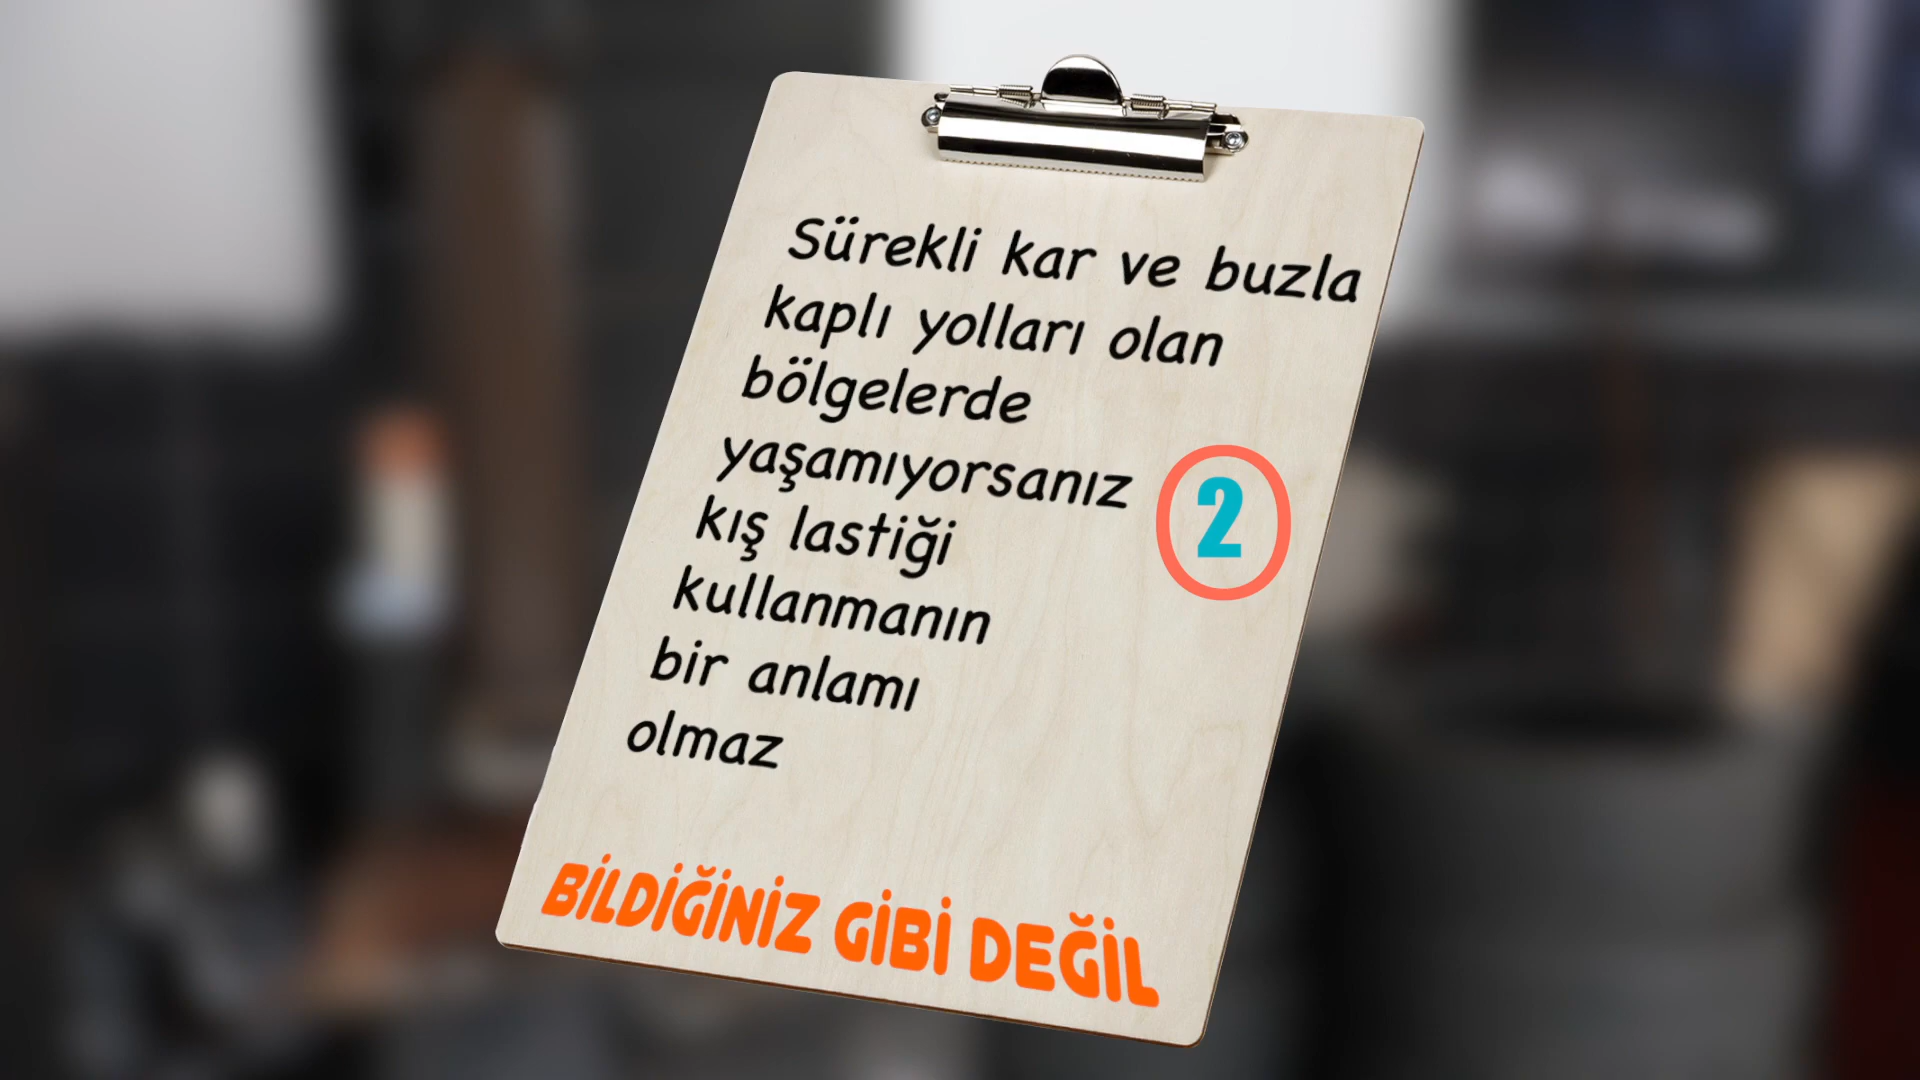 Sürekli kar ve buzla
kaplı yolları olan
bölgelerde
yaşamıyorsanız
kış lastiği
kullanmanın
bir anlamı
olmaz
2
BİLDİĞİNİZ GİBİ DEĞİL